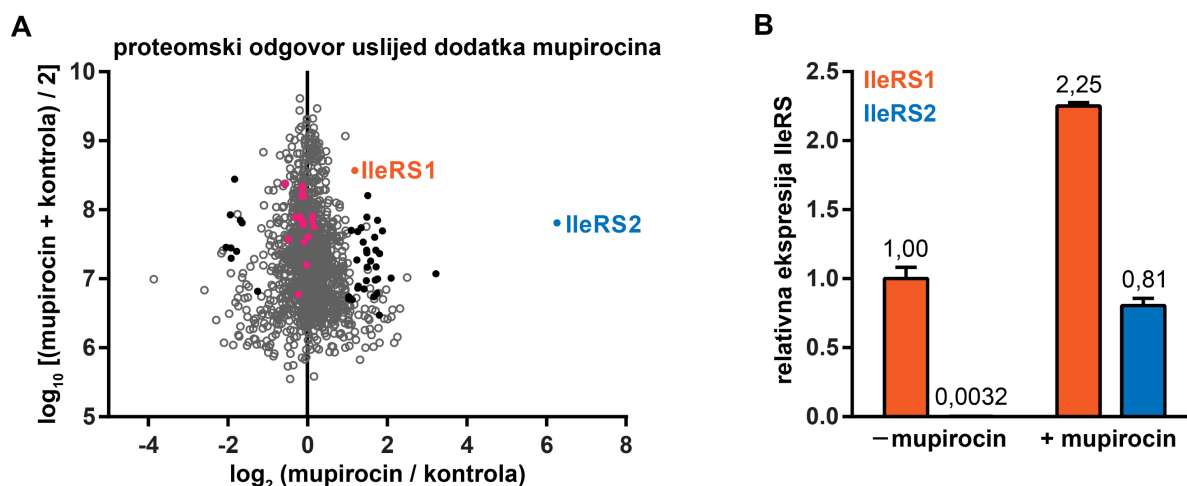 A
proteomski odgovor uslijed dodatka mupirocina
log₁₀ [(mupirocin + kontrola) / 2]
10
9
8
7
6
5
IleRS1
IleRS2
-4
-2
0
2
4
6
8
log₂ (mupirocin / kontrola)
B
relativna ekspresija IleRS
2.5
2.0
1.5
1.0
0.5
0.0
IleRS1
IleRS2
1,00
0,0032
2,25
0,81
−mupirocin
+ mupirocin